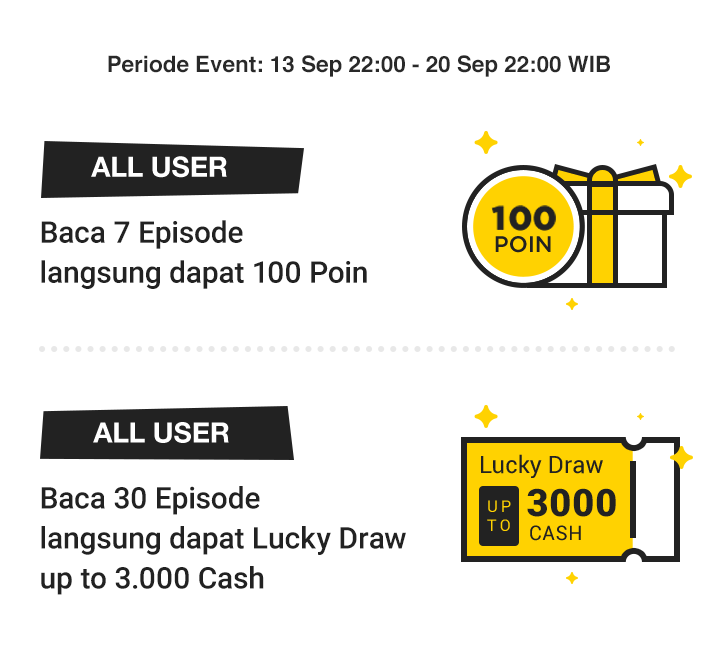 Periode Event: 13 Sep 22:00 - 20 Sep 22:00 WIB
ALL USER
Baca 7 Episode
langsung dapat 100 Poin
100
POIN
ALL USER
Baca 30 Episode
langsung dapat Lucky Draw
up to 3.000 Cash
Lucky Draw
UP
TO
3000
CASH